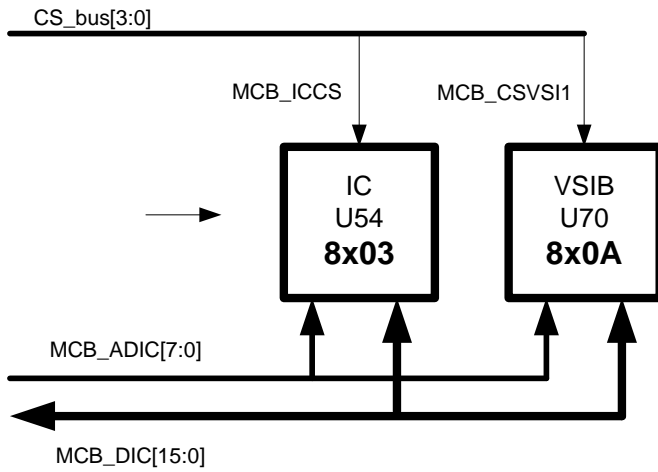 CS_bus[3:0]
MCB_ICCS
MCB_CSVSI1
IC
U54
8x03
VSIB
U70
8x0A
MCB_ADIC[7:0]
MCB_DIC[15:0]